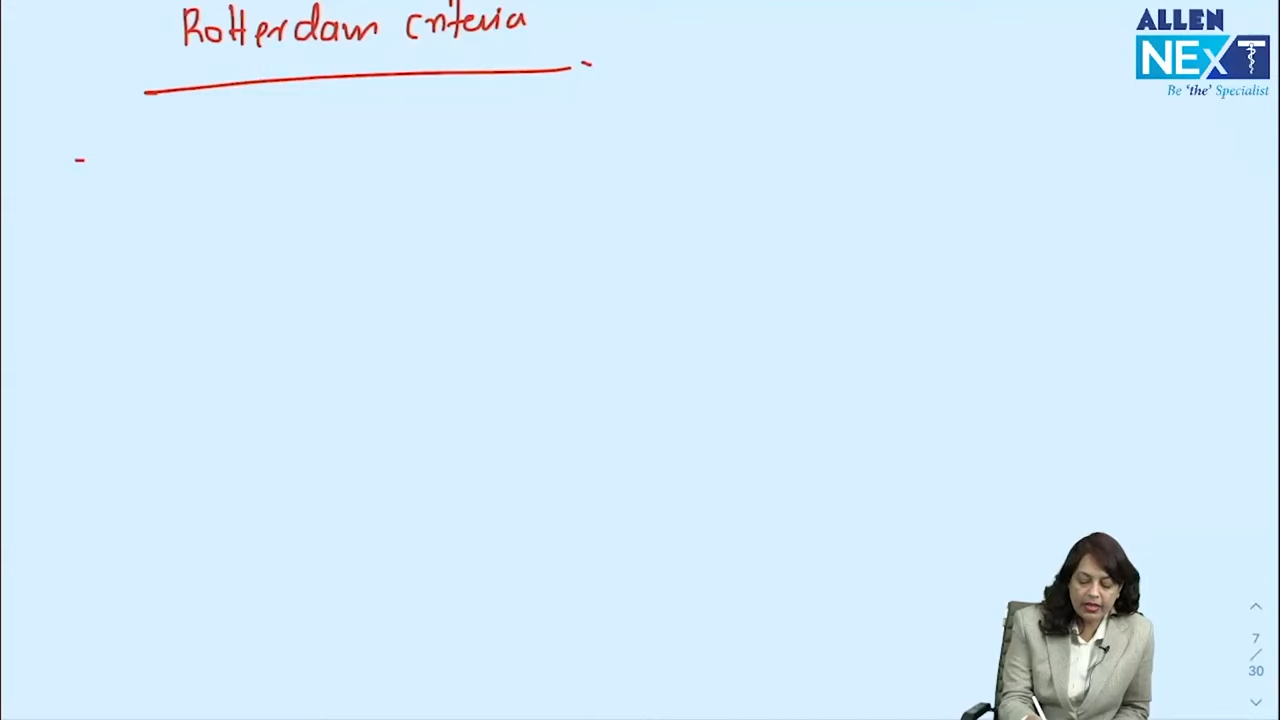 Rotterdam criteria
-
ALLEN
NExT
Be 'the' Specialist
7
/
30